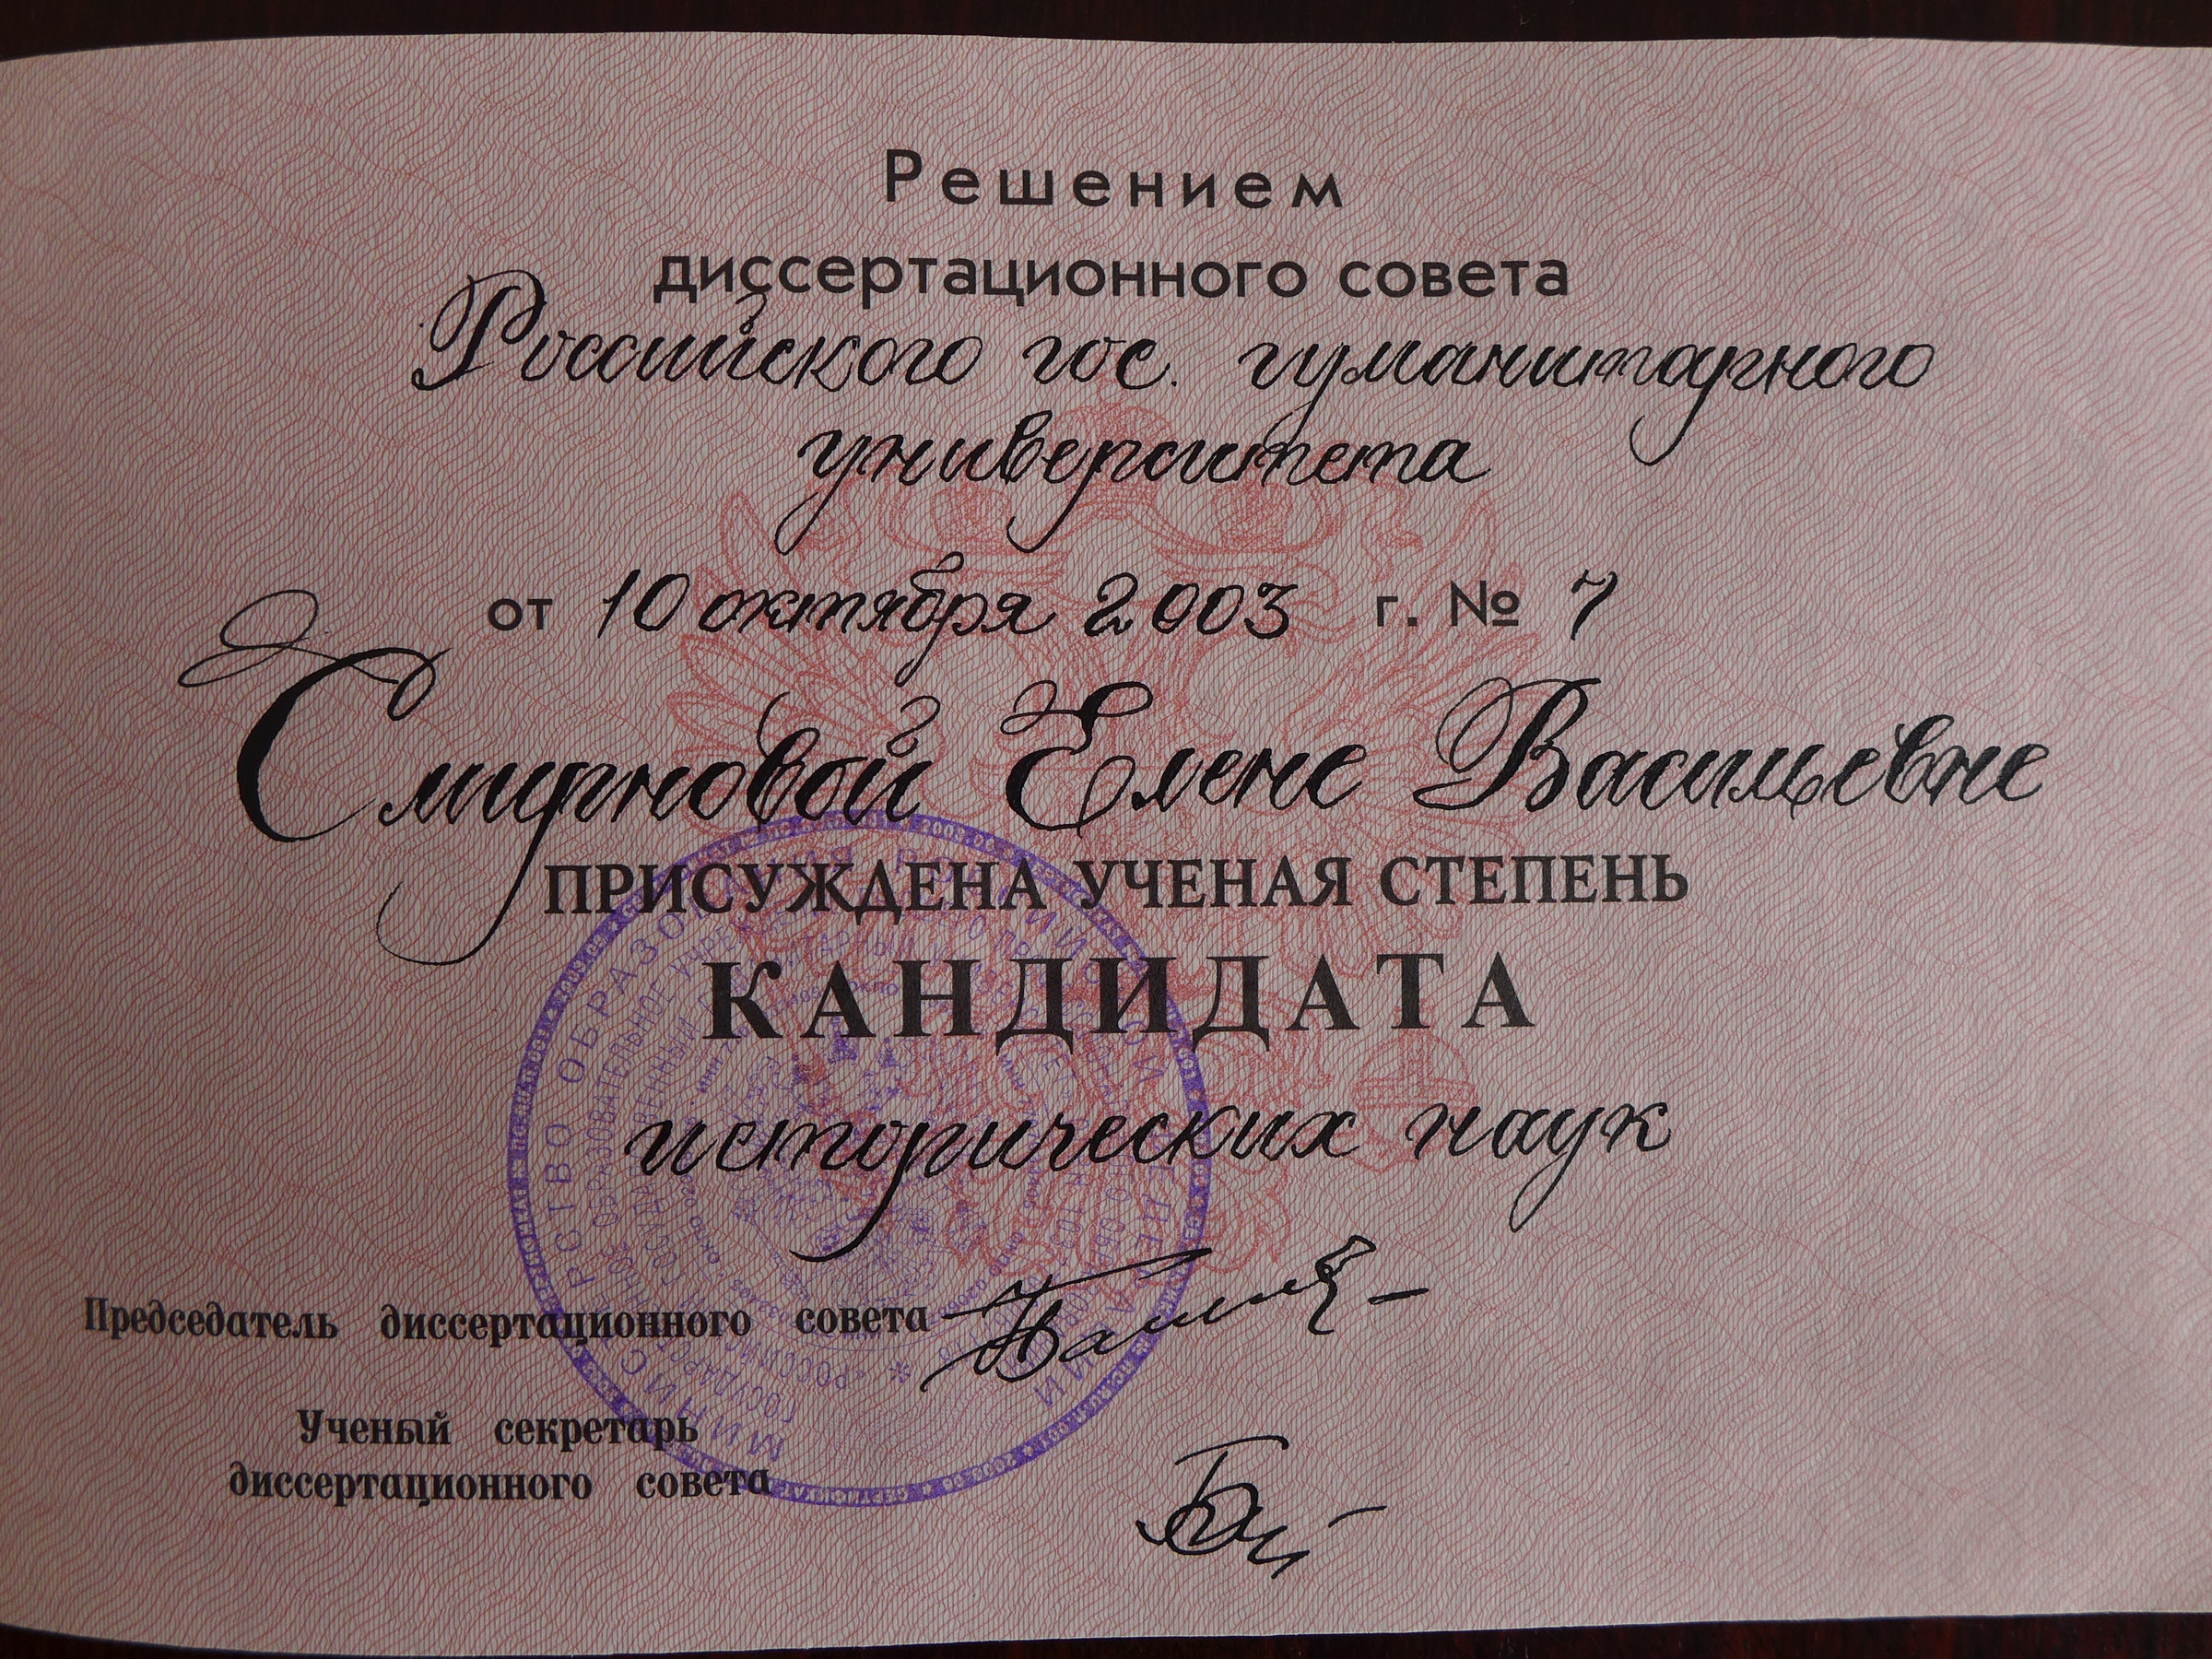 Решением
диссертационного совета
Российского гос. гуманитарного
университета
от 10 октября 2003 г. № 7
Смирновой Елене Васильевне
ПРИСУЖДЕНА УЧЕНАЯ СТЕПЕНЬ
КАНДИДАТА
исторических наук
Председатель диссертационного совета
Ученый секретарь
диссертационного совета